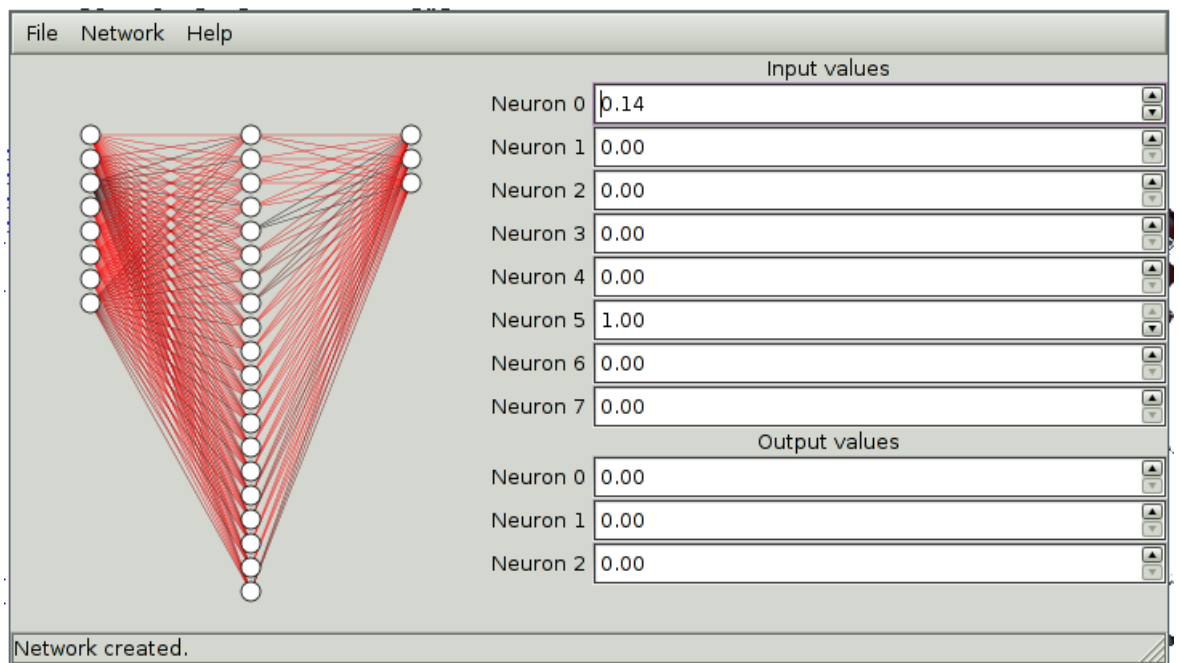 File Network Help
Input values
Neuron 0 0.14
Neuron 1 0.00
Neuron 2 0.00
Neuron 3 0.00
Neuron 4 0.00
Neuron 5 1.00
Neuron 6 0.00
Neuron 7 0.00
Output values
Neuron 0 0.00
Neuron 1 0.00
Neuron 2 0.00
Network created.